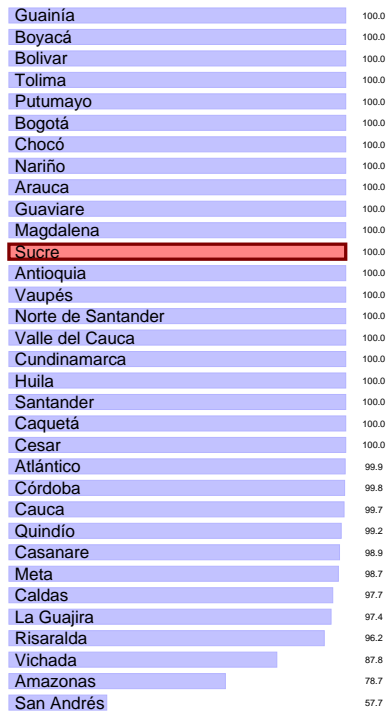 Guainía 100.0
Boyacá 100.0
Bolivar 100.0
Tolima 100.0
Putumayo 100.0
Bogotá 100.0
Chocó 100.0
Nariño 100.0
Arauca 100.0
Guaviare 100.0
Magdalena 100.0
Sucre 100.0
Antioquia 100.0
Vaupés 100.0
Norte de Santander 100.0
Valle del Cauca 100.0
Cundinamarca 100.0
Huila 100.0
Santander 100.0
Caquetá 100.0
Cesar 100.0
Atlántico 99.9
Córdoba 99.8
Cauca 99.7
Quindío 99.2
Casanare 98.9
Meta 98.7
Caldas 97.7
La Guajira 97.4
Risaralda 96.2
Vichada 87.8
Amazonas 78.7
San Andrés 57.7